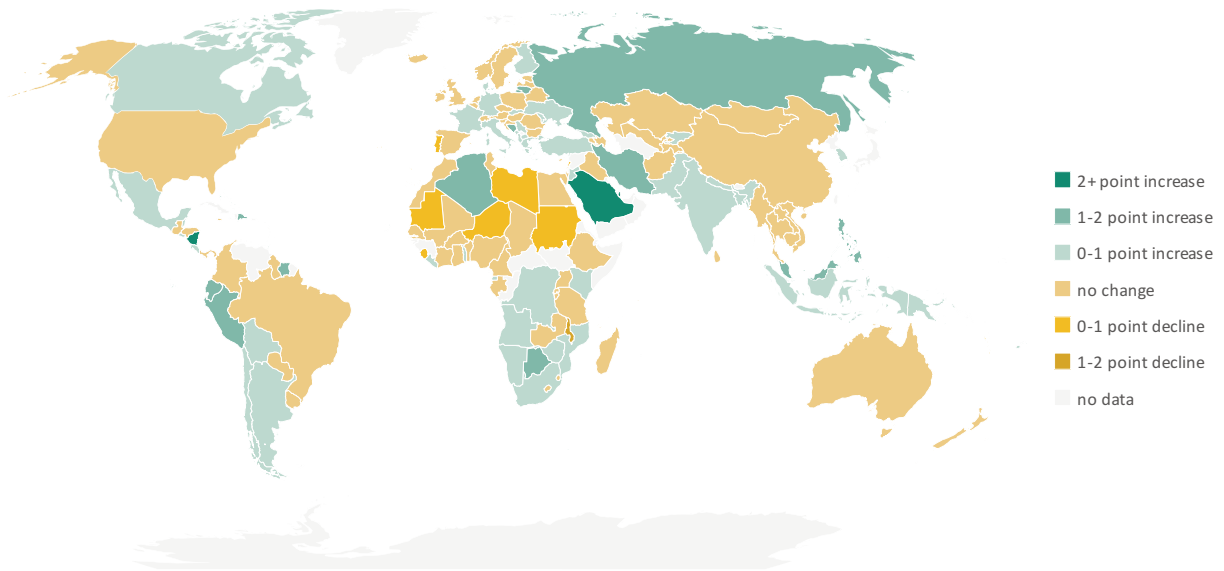 2+ point increase
1-2 point increase
0-1 point increase
no change
0-1 point decline
1-2 point decline
no data